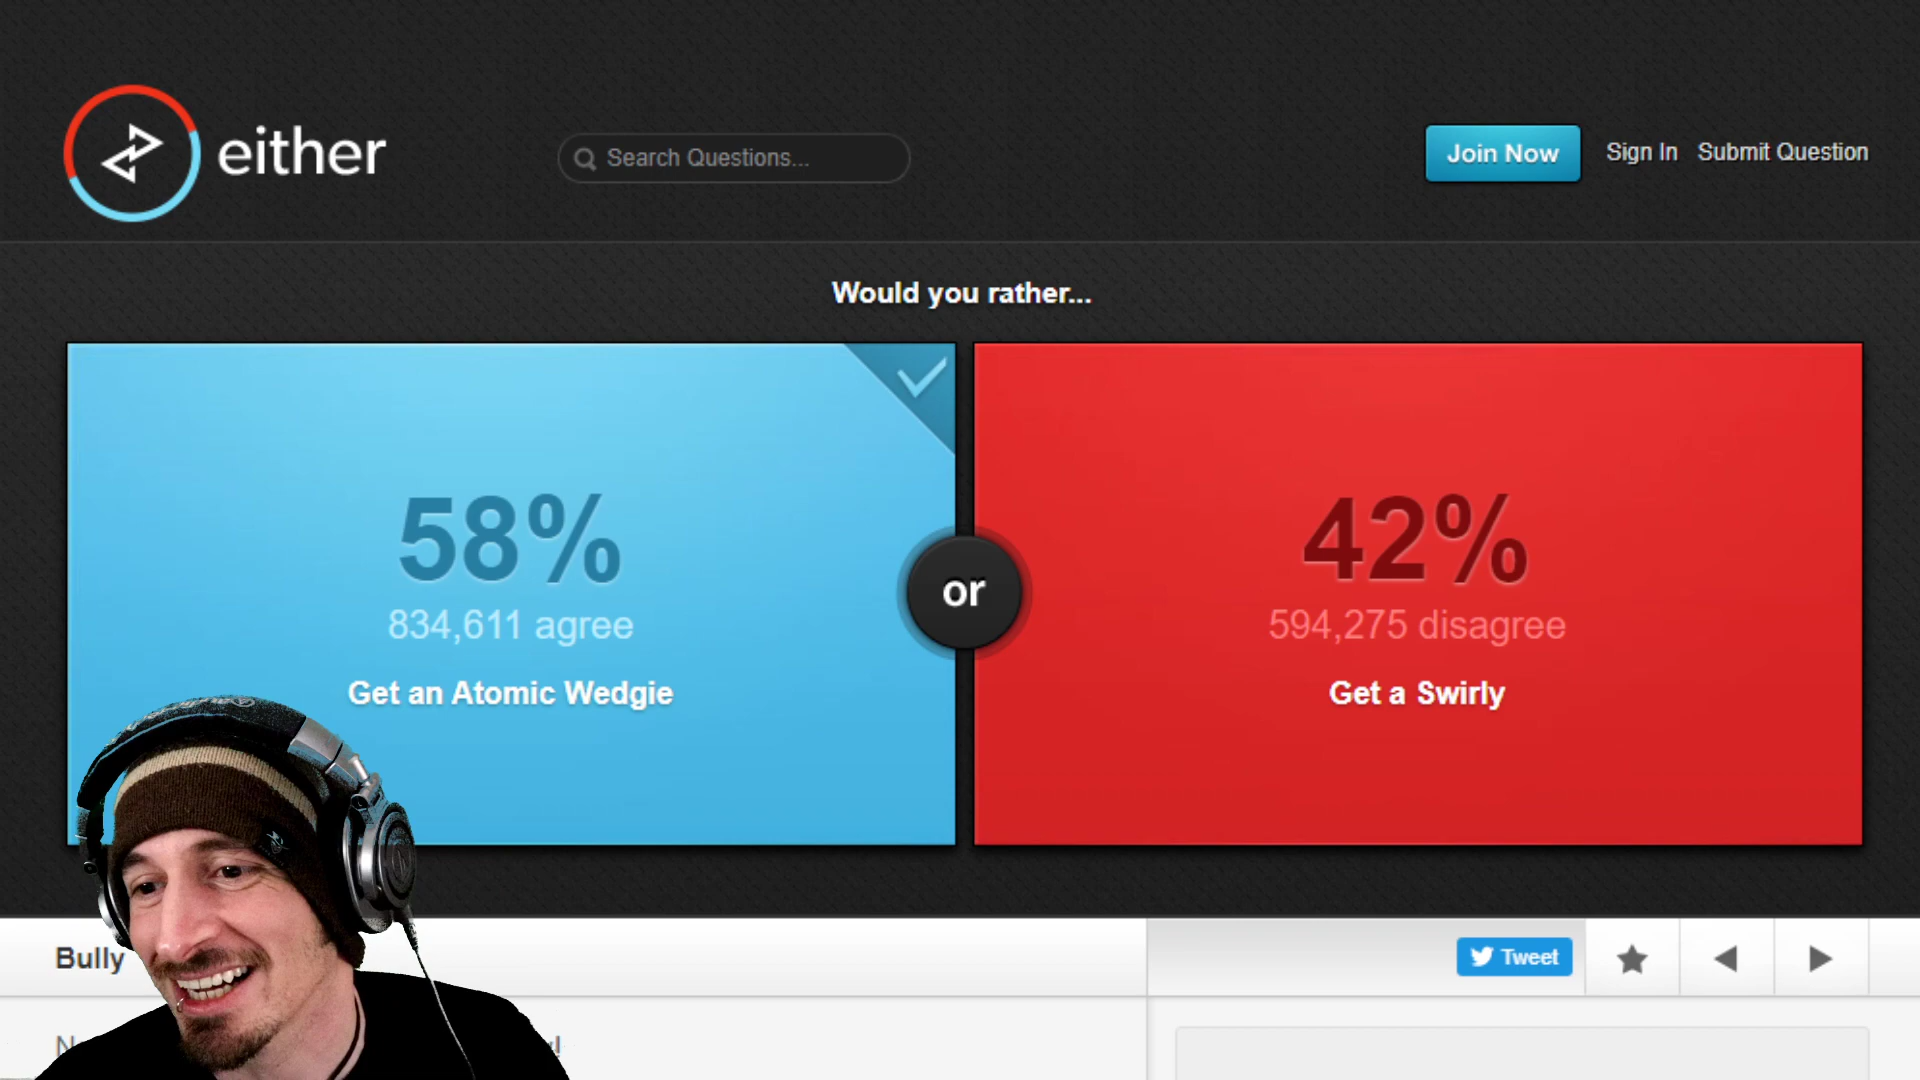 either
Search Questions...
Join Now
Sign In
Submit Question
Would you rather...
58%
834,611 agree
Get an Atomic Wedgie
or
42%
594,275 disagree
Get a Swirly
Bully
Tweet